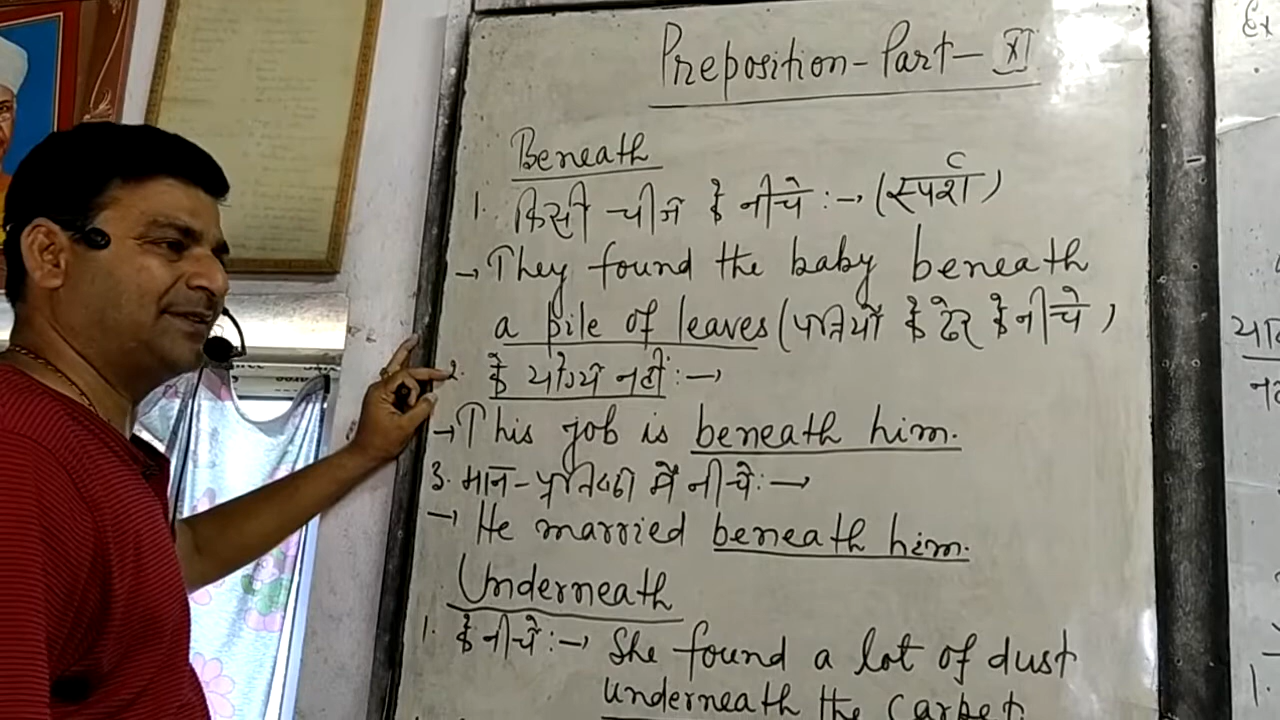 Preposition - Part - XI
Beneath
1. किसी चीज के नीचे :→ (स्पर्श)
→ They found the baby beneath
a pile of leaves (पत्तियों के ढेर के नीचे)
2. के योग्य नहीं :→
→ This job is beneath him.
3. मान - प्रतिष्ठा में नीचे :→
→ He married beneath him.
Underneath
1. के नीचे :→ She found a lot of dust
underneath the carpet
Ex
1.